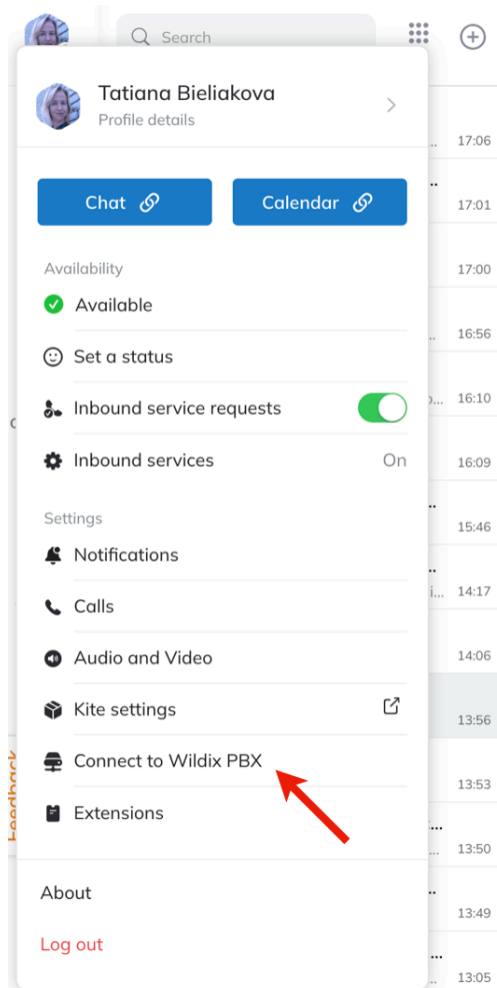 Search
Tatiana Bieliakova
Profile details
Chat
Calendar
Availability
Available
Set a status
Inbound service requests
Inbound services
On
Settings
Notifications
Calls
Audio and Video
Kite settings
Connect to Wildix PBX
Extensions
About
Log out
Feedback
17:06
17:01
17:00
16:56
16:10
16:09
15:46
14:17
14:06
13:56
13:53
13:50
13:49
13:05